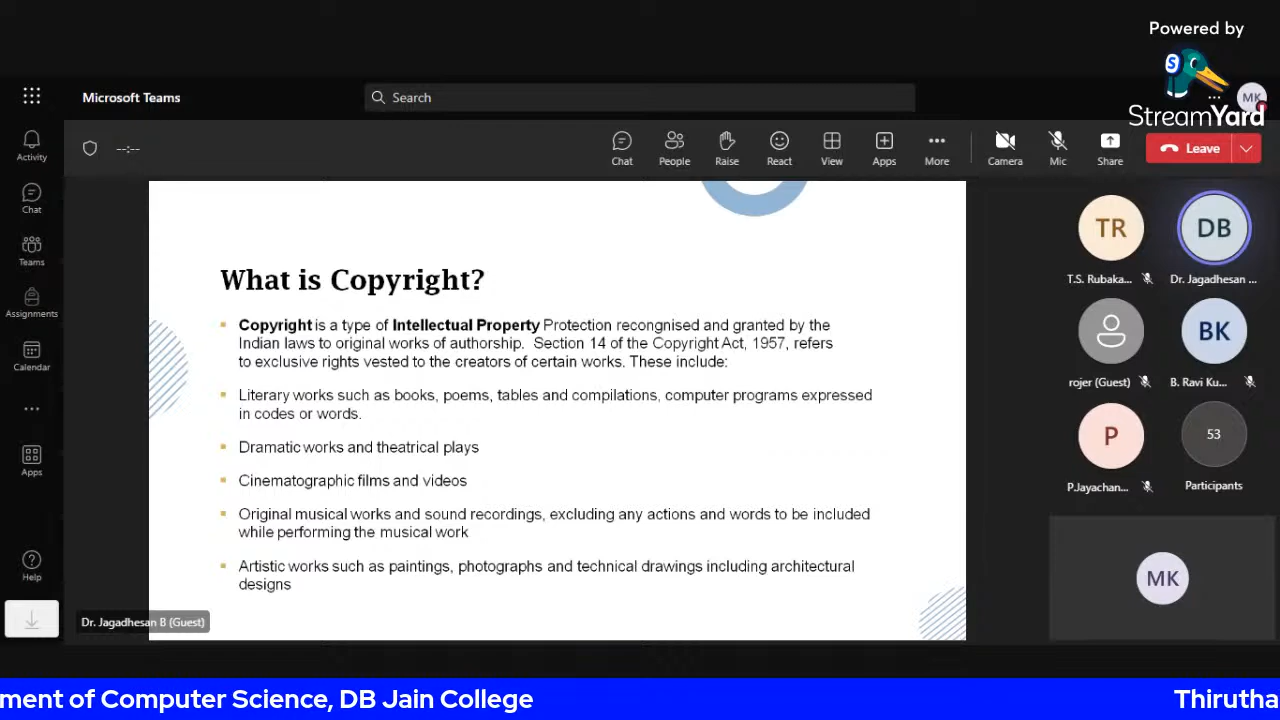 Powered by
StreamYard
Microsoft Teams
Search
MK
Activity
Chat
Teams
Assignments
Calendar
Apps
Help
--:--
Chat
People
Raise
React
View
Apps
More
Camera
Mic
Share
Leave
What is Copyright?
Copyright is a type of Intellectual Property Protection recongnised and granted by the
Indian laws to original works of authorship. Section 14 of the Copyright Act, 1957, refers
to exclusive rights vested to the creators of certain works. These include:
Literary works such as books, poems, tables and compilations, computer programs expressed
in codes or words.
Dramatic works and theatrical plays
Cinematographic films and videos
Original musical works and sound recordings, excluding any actions and words to be included
while performing the musical work
Artistic works such as paintings, photographs and technical drawings including architectural
designs
Dr. Jagadhesan B (Guest)
TR
T.S. Rubaka...
DB
Dr. Jagadhesan ...
rojer (Guest)
BK
B. Ravi Ku...
P
P.Jayachan...
53
Participants
MK
ment of Computer Science, DB Jain College
Thirutha